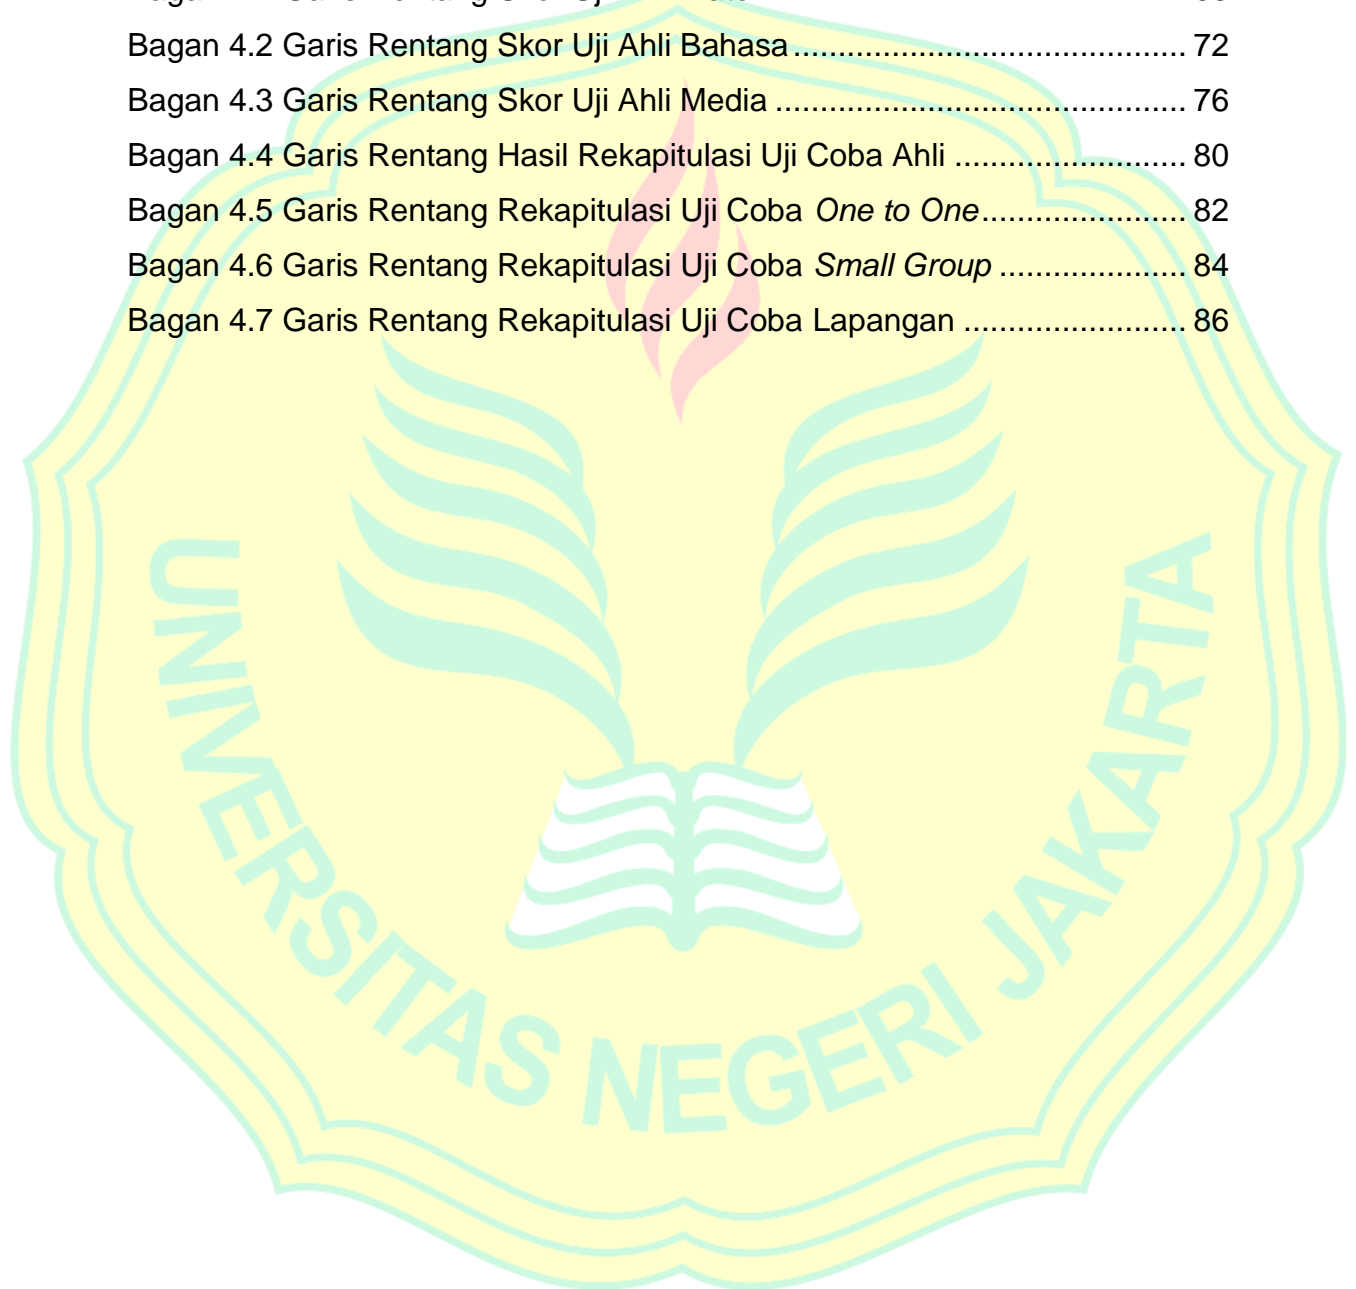 Bagan 4.2 Garis Rentang Skor Uji Ahli Bahasa............................................ 72
Bagan 4.3 Garis Rentang Skor Uji Ahli Media .............................................. 76
Bagan 4.4 Garis Rentang Hasil Rekapitulasi Uji Coba Ahli .......................... 80
Bagan 4.5 Garis Rentang Rekapitulasi Uji Coba One to One....................... 82
Bagan 4.6 Garis Rentang Rekapitulasi Uji Coba Small Group ..................... 84
Bagan 4.7 Garis Rentang Rekapitulasi Uji Coba Lapangan ......................... 86
UNIVERSITAS NEGERI JAKARTA